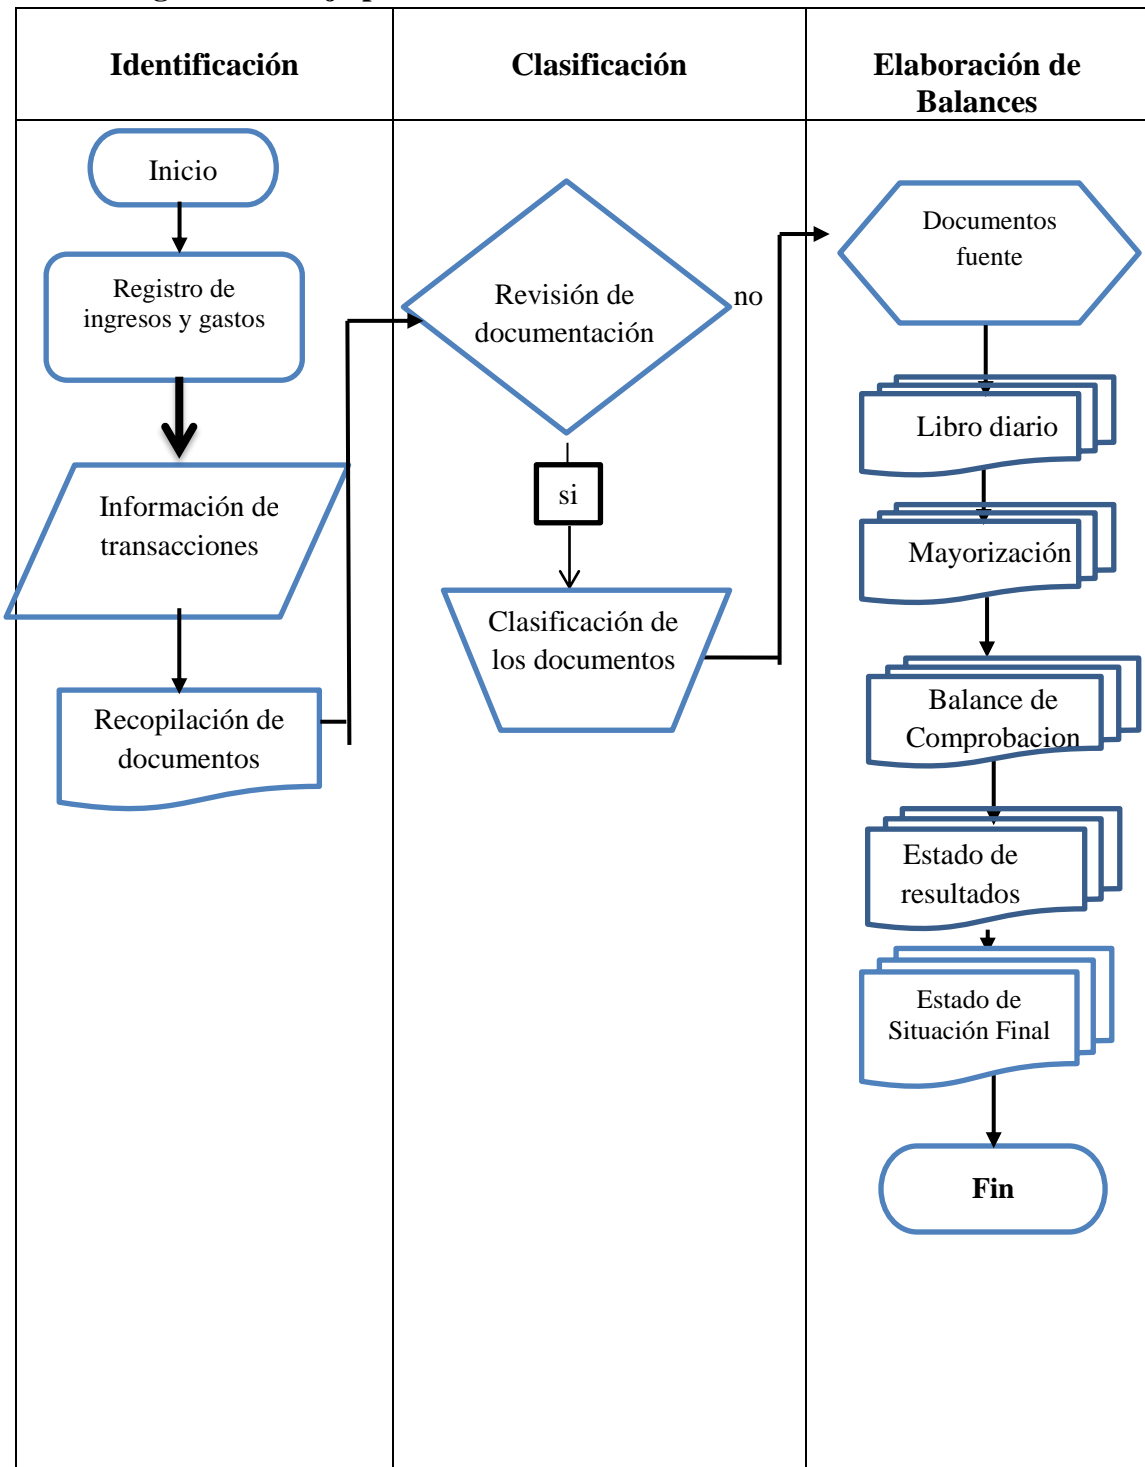 Identificación
Clasificación
Elaboración de
Balances
Inicio
Registro de
ingresos y gastos
Información de
transacciones
Recopilación de
documentos
Revisión de
documentación
no
si
Clasificación de
los documentos
Documentos
fuente
Libro diario
Mayorización
Balance de
Comprobacion
Estado de
resultados
Estado de
Situación Final
Fin